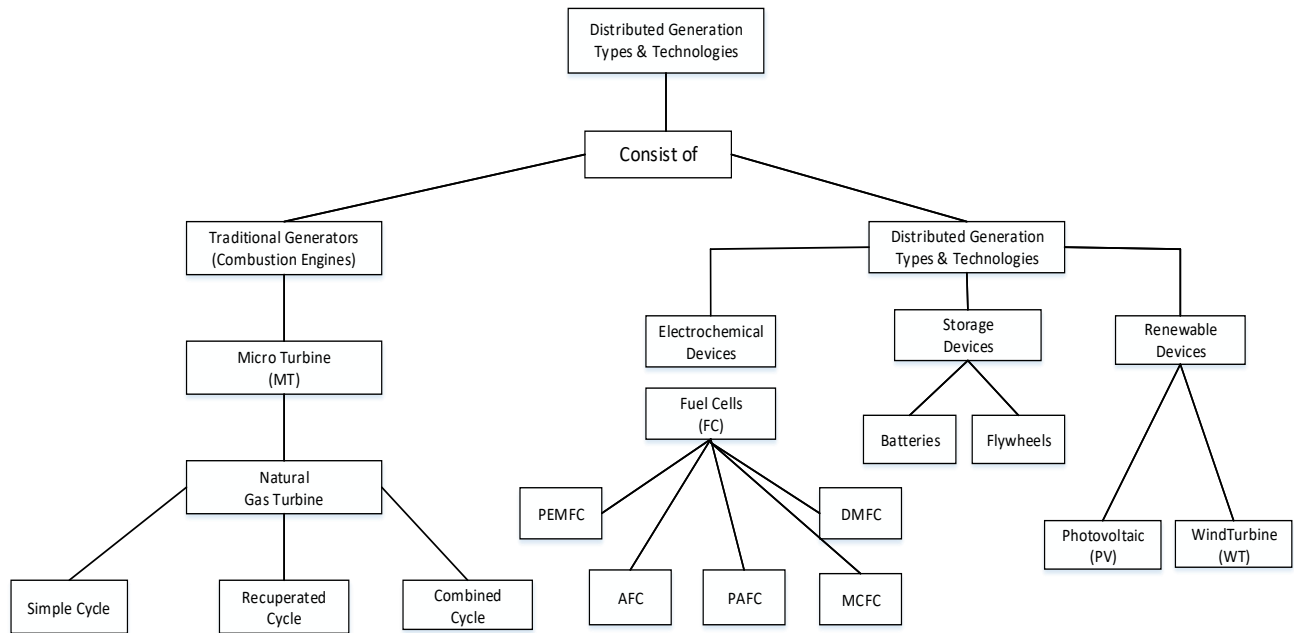 Distributed Generation
Types & Technologies
Consist of
Traditional Generators
(Combustion Engines)
Distributed Generation
Types & Technologies
Micro Turbine
(MT)
Electrochemical
Devices
Storage
Devices
Renewable
Devices
Fuel Cells
(FC)
Batteries
Flywheels
Natural
Gas Turbine
PEMFC
DMFC
Photovoltaic
(PV)
WindTurbine
(WT)
Simple Cycle
Recuperated
Cycle
Combined
Cycle
AFC
PAFC
MCFC